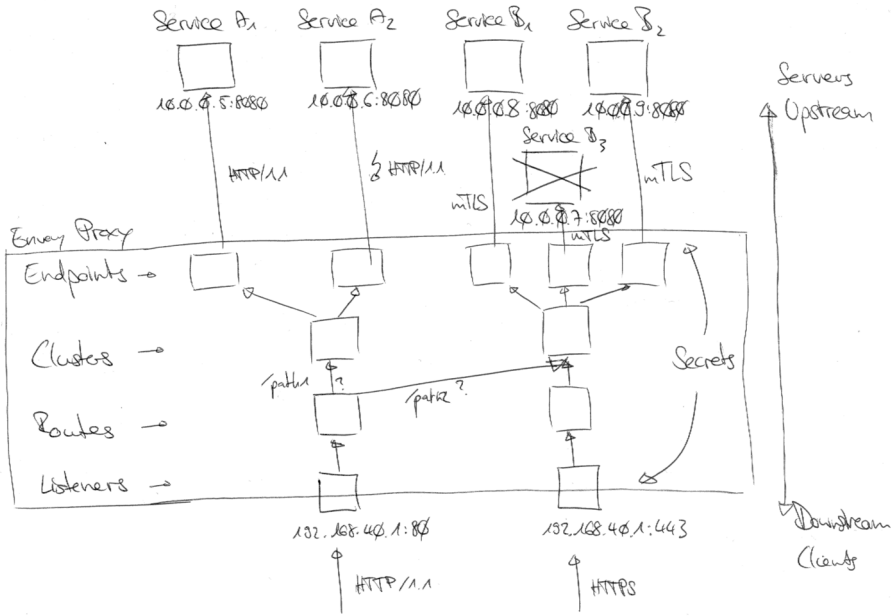 Service A1
Service A2
Service B1
Service B2
10.0.0.5:8080
10.0.0.6:8080
10.0.0.8:8080
10.0.0.9:8080
Servers
Upstream
Service B3
HTTP/1.1
HTTP/1.1
mTLS
mTLS
10.0.0.7:8080
mTLS
Envoy Proxy
Endpoints
Clusters
Secrets
/path1 ?
/path2 ?
Routes
Listeners
192.168.40.1:80
192.168.40.1:443
Downstream
Clients
HTTP/1.1
HTTPS